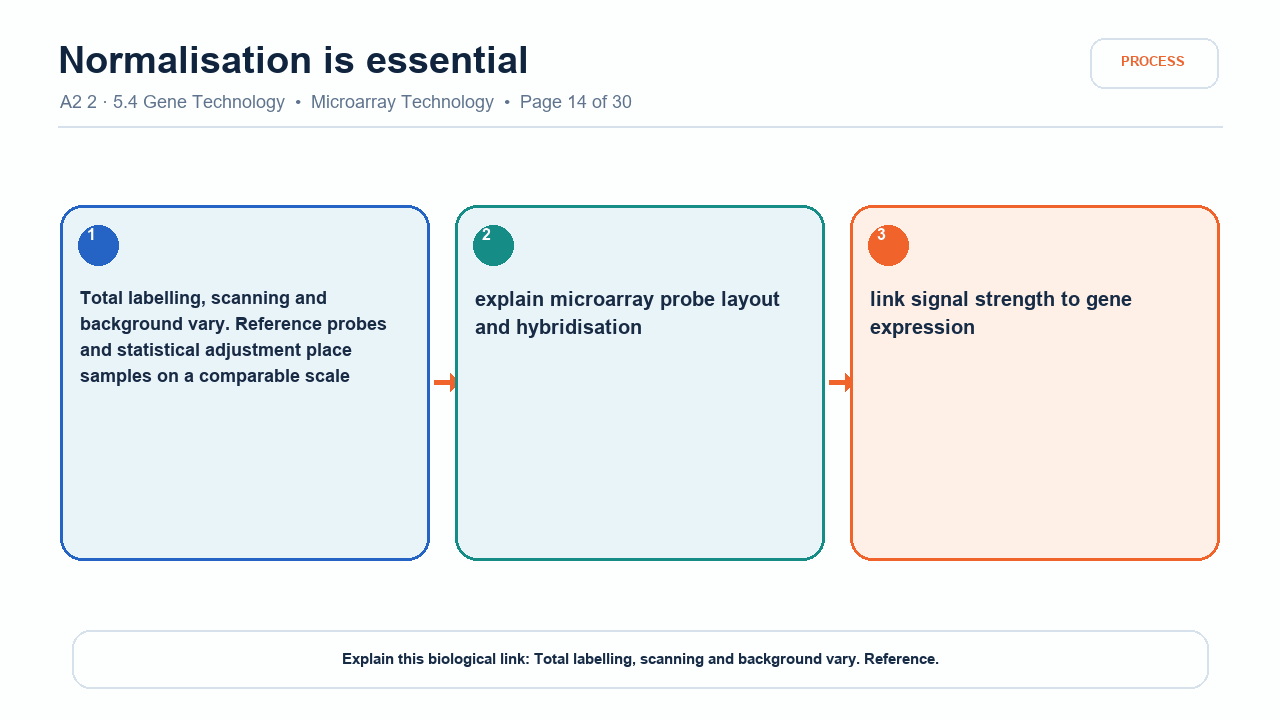 Normalisation is essential
PROCESS
A2 2 · 5.4 Gene Technology • Microarray Technology • Page 14 of 30
1
Total labelling, scanning and
background vary. Reference probes
and statistical adjustment place
samples on a comparable scale
2
explain microarray probe layout
and hybridisation
3
link signal strength to gene
expression
Explain this biological link: Total labelling, scanning and background vary. Reference.